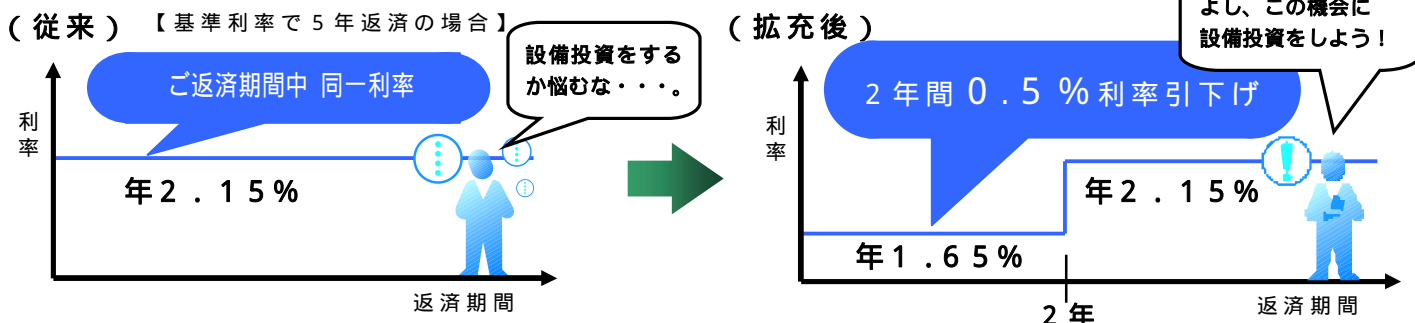 （従来） 【基準利率で5年返済の場合】
設備投資をする
か悩むな・・・。
ご返済期間中 同一利率
利率
年2．15％
返済期間
（拡充後）
よし、この機会に
設備投資をしよう！
2年間0．5％利率引下げ
利率
年2．15％
年1．65％
2年
返済期間